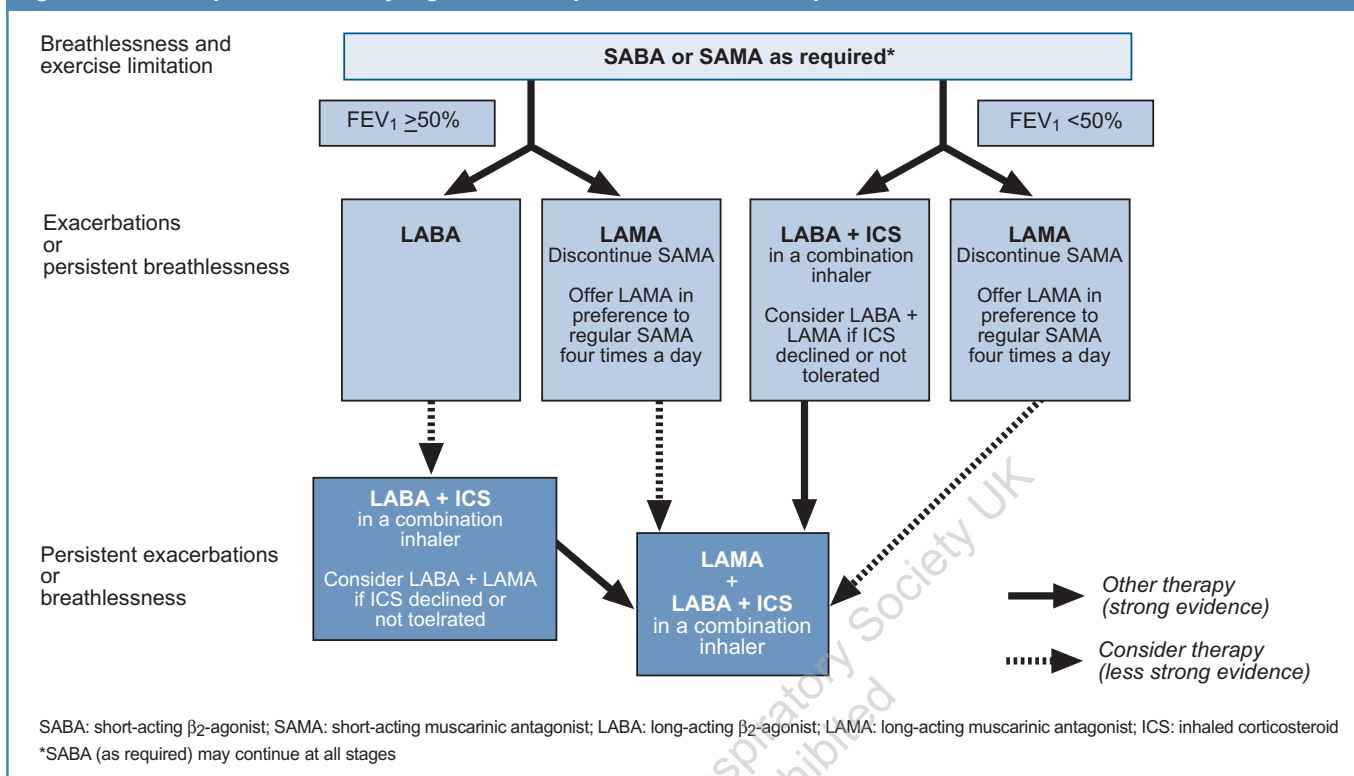 Breathlessness and
exercise limitation
SABA or SAMA as required*
FEV1 ≥50%
FEV1 <50%
Exacerbations
or
persistent breathlessness
LABA
LAMA
Discontinue SAMA
Offer LAMA in
preference to
regular SAMA
four times a day
LABA + ICS
in a combination
inhaler
Consider LABA +
LAMA if ICS
declined or not
tolerated
LAMA
Discontinue SAMA
Offer LAMA in
preference to
regular SAMA
four times a day
Persistent exacerbations
or
breathlessness
LABA + ICS
in a combination
inhaler
Consider LABA + LAMA
if ICS declined or
not toelrated
LAMA
+
LABA + ICS
in a combination
inhaler
Other therapy
(strong evidence)
Consider therapy
(less strong evidence)
Society UK
SABA: short-acting β2-agonist; SAMA: short-acting muscarinic antagonist; LABA: long-acting β2-agonist; LAMA: long-acting muscarinic antagonist; ICS: inhaled corticosteroid
*SABA (as required) may continue at all stages